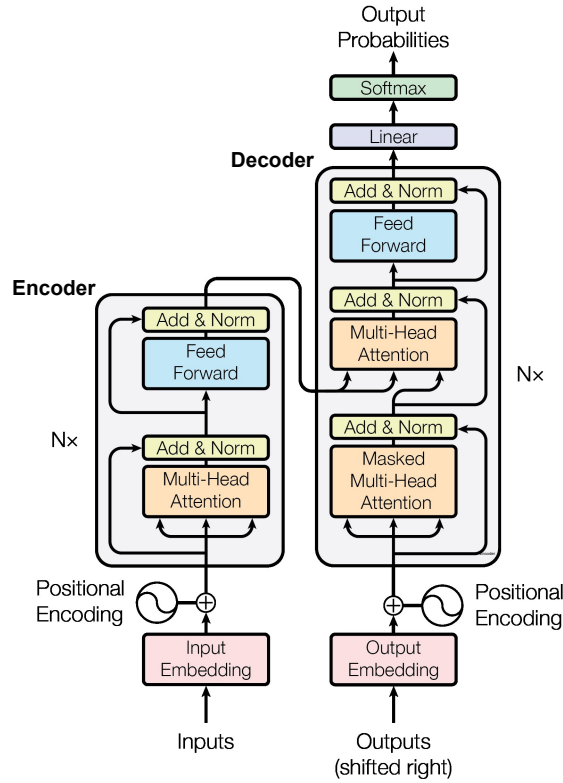 Output
Probabilities
Softmax
Linear
Decoder
Add & Norm
Feed
Forward
Add & Norm
Multi-Head
Attention
Nx
Add & Norm
Masked
Multi-Head
Attention
Encoder
Add & Norm
Feed
Forward
Nx
Add & Norm
Multi-Head
Attention
Positional
Encoding
Positional
Encoding
Input
Embedding
Output
Embedding
Inputs
Outputs
(shifted right)